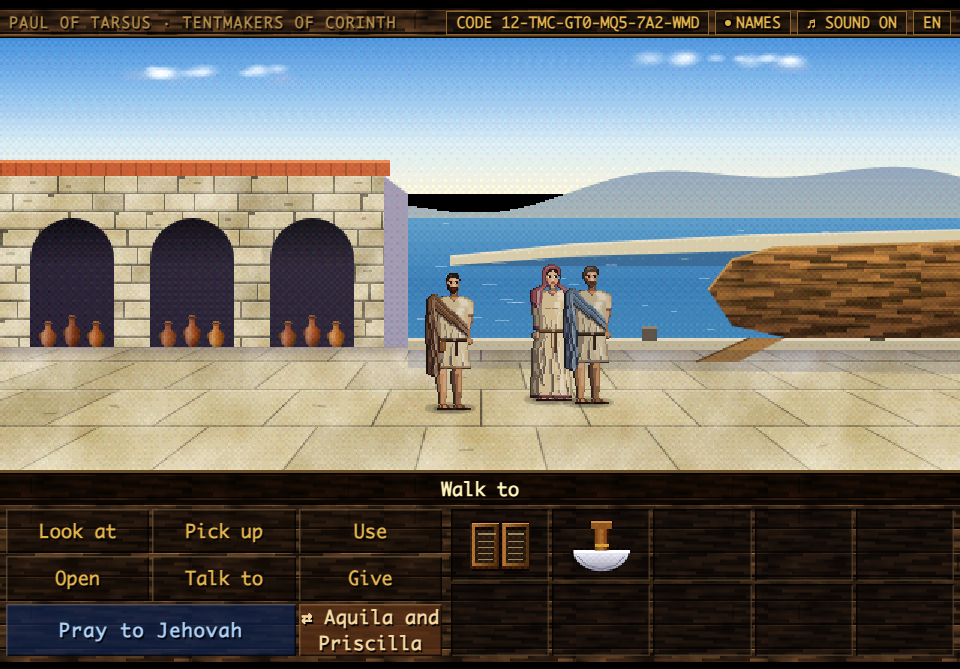 PAUL OF TARSUS · TENTMAKERS OF CORINTH
CODE 12-TMC-GT0-MQ5-7A2-WMD
• NAMES
♬ SOUND ON
EN
Walk to
Look at
Pick up
Use
Open
Talk to
Give
Pray to Jehovah
⇄ Aquila and
Priscilla